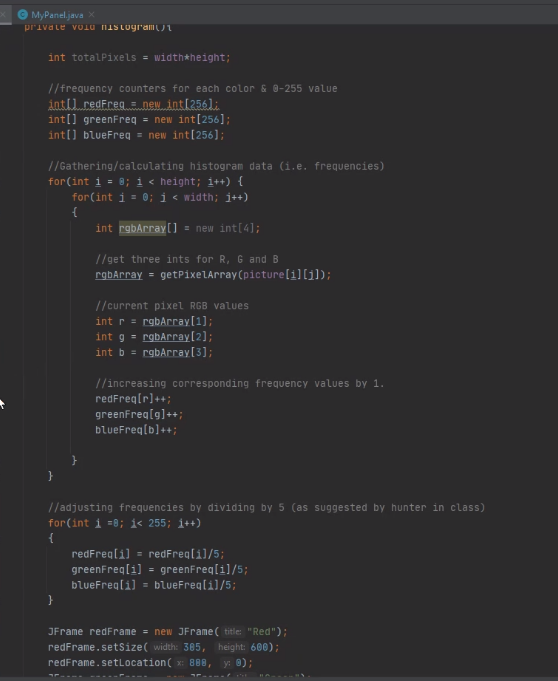 MyPanel.java
private void histogram(){
int totalPixels = width*height;
//frequency counters for each color & 0-255 value
int[] redFreq = new int[256];
int[] greenFreq = new int[256];
int[] blueFreq = new int[256];
//Gathering/calculating histogram data (i.e. frequencies)
for(int i = 0; i < height; i++) {
for(int j = 0; j < width; j++)
{
int rgbArray[] = new int[4];
//get three ints for R, G and B
rgbArray = getPixelArray(picture[i][j]);
//current pixel RGB values
int r = rgbArray[1];
int g = rgbArray[2];
int b = rgbArray[3];
//increasing corresponding frequency values by 1.
redFreq[r]++;
greenFreq[g]++;
blueFreq[b]++;
}
}
//adjusting frequencies by dividing by 5 (as suggested by hunter in class)
for(int i =0; i< 255; i++)
{
redFreq[i] = redFreq[i]/5;
greenFreq[i] = greenFreq[i]/5;
blueFreq[i] = blueFreq[i]/5;
}
JFrame redFrame = new JFrame( title: "Red");
redFrame.setSize( width: 305, height: 600);
redFrame.setLocation( x: 800, y: 0);